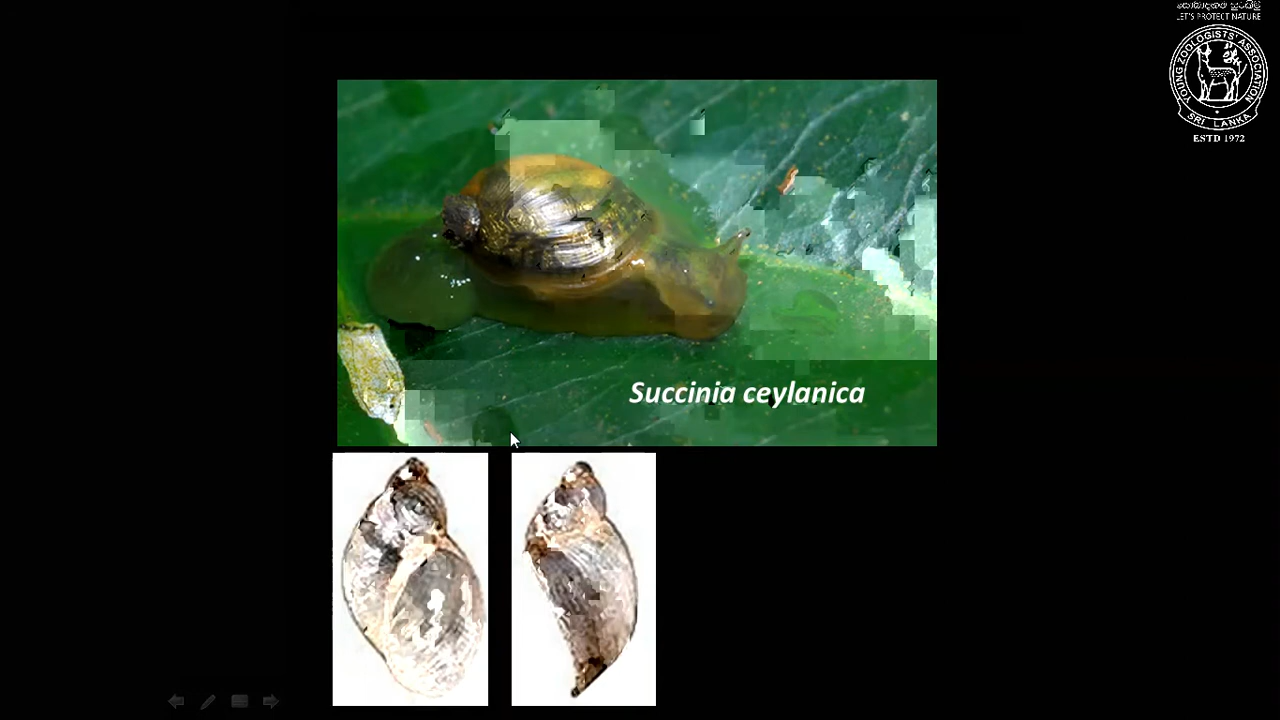 LET'S PROTECT NATURE
YOUNG ZOOLOGISTS' ASSOCIATION
SRI LANKA
ESTD 1972
Succinia ceylanica